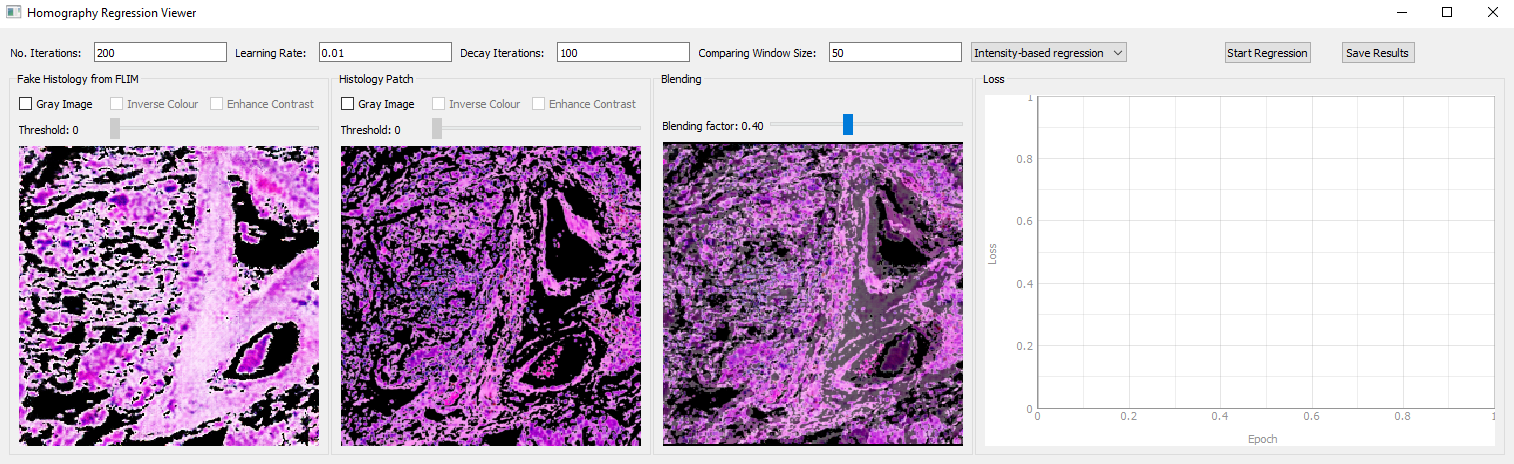 Homography Regression Viewer
No. Iterations: 200 Learning Rate: 0.01 Decay Iterations: 100 Comparing Window Size: 50 Intensity-based regression Start Regression Save Results
Fake Histology from FLIM
Gray Image Inverse Colour Enhance Contrast
Threshold: 0
Histology Patch
Gray Image Inverse Colour Enhance Contrast
Threshold: 0
Blending
Blending factor: 0.40
Loss
1
0.8
0.6
Loss
0.4
0.2
0
0 0.2 0.4 0.6 0.8 1
Epoch